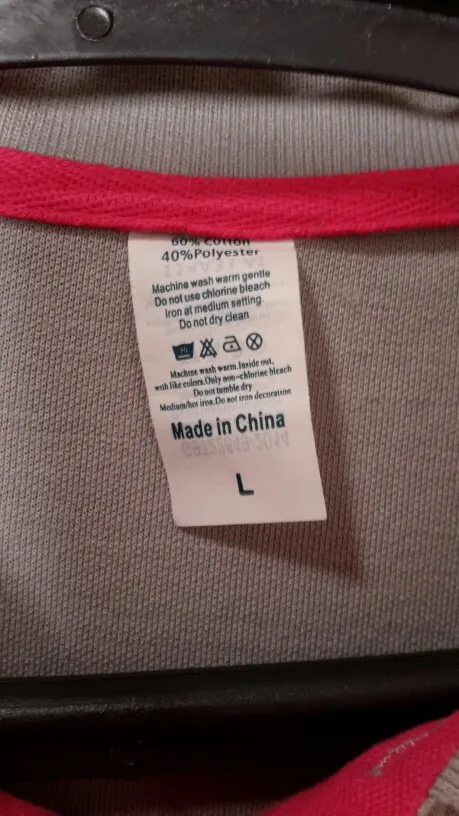 60% Cotton
40%Polyester
Machine wash warm gentle
Do not use chlorine bleach
Iron at medium setting
Do not dry clean
Machine wash warm.Inside out,
with like colors.Only non-chlorine bleach
Do not tumble dry
Medium/hot iron.Do not iron decoration
Made in China
L